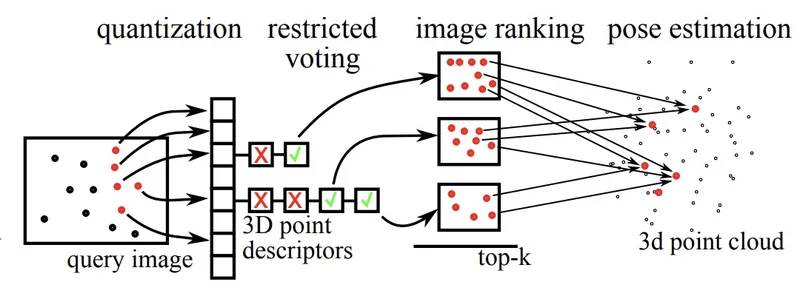 quantization
restricted
voting
image ranking
pose estimation
X
X X
3D point
descriptors
query image
top-k
3d point cloud